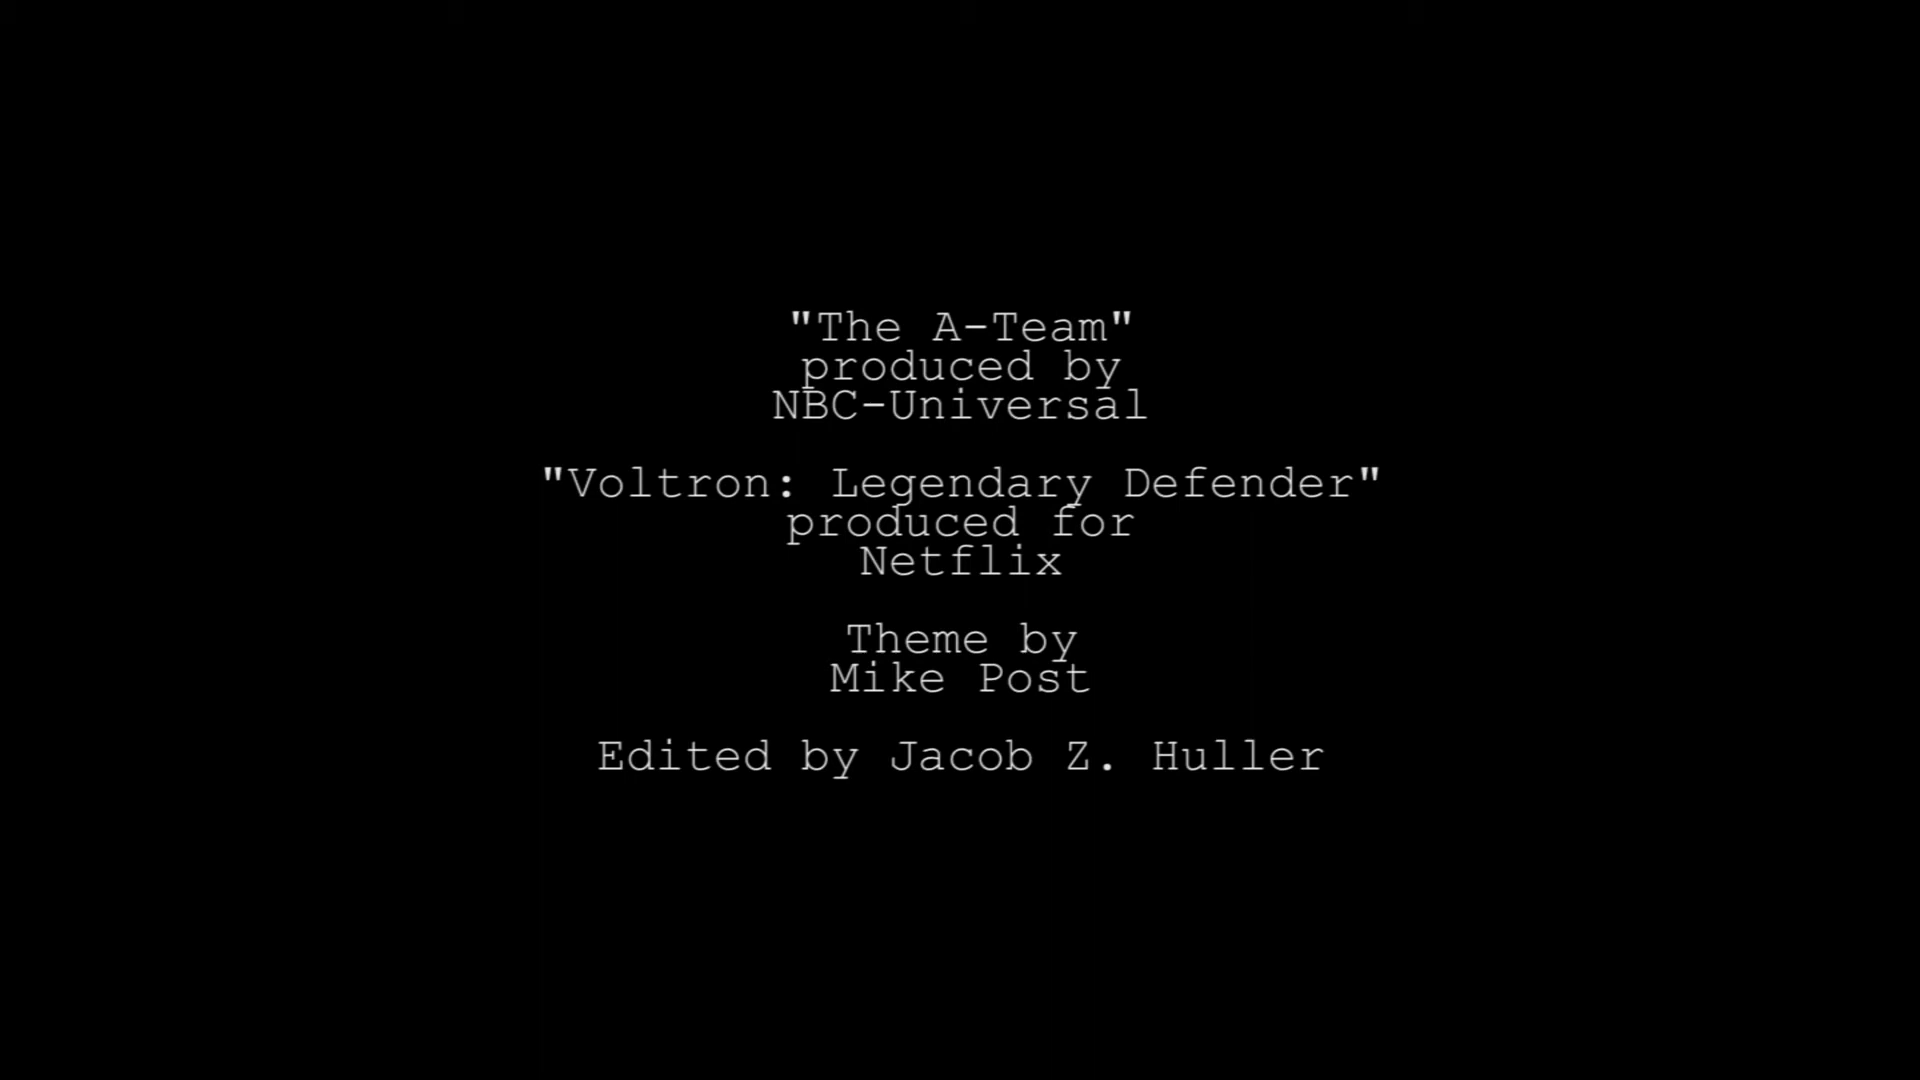 "The A-Team"
produced by
NBC-Universal
"Voltron: Legendary Defender"
produced for
Netflix
Theme by
Mike Post
Edited by Jacob Z. Huller